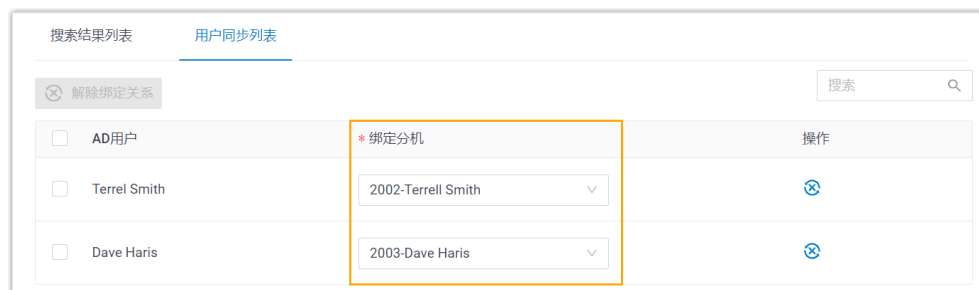 搜索结果列表 用户同步列表
解除绑定关系 搜索
AD用户 * 绑定分机 操作
Terrel Smith 2002-Terrell Smith
Dave Haris 2003-Dave Haris